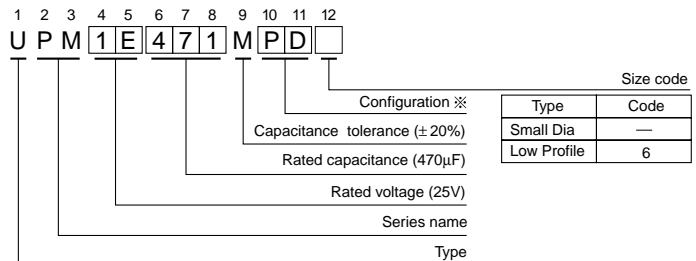 1 2 3 4 5 6 7 8 9 10 11 12
U P M 1 E 4 7 1 M P D
Size code
Type Code
Small Dia —
Low Profile 6
Configuration ※
Capacitance tolerance (±20%)
Rated capacitance (470μF)
Rated voltage (25V)
Series name
Type